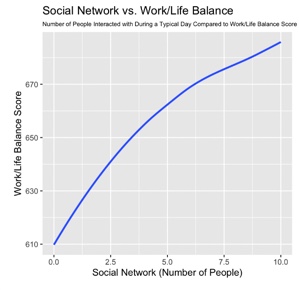 Social Network vs. Work/Life Balance
Number of People Interacted with During a Typical Day Compared to Work/Life Balance Score
Work/Life Balance Score
670
650
630
610
0.0 2.5 5.0 7.5 10.0
Social Network (Number of People)